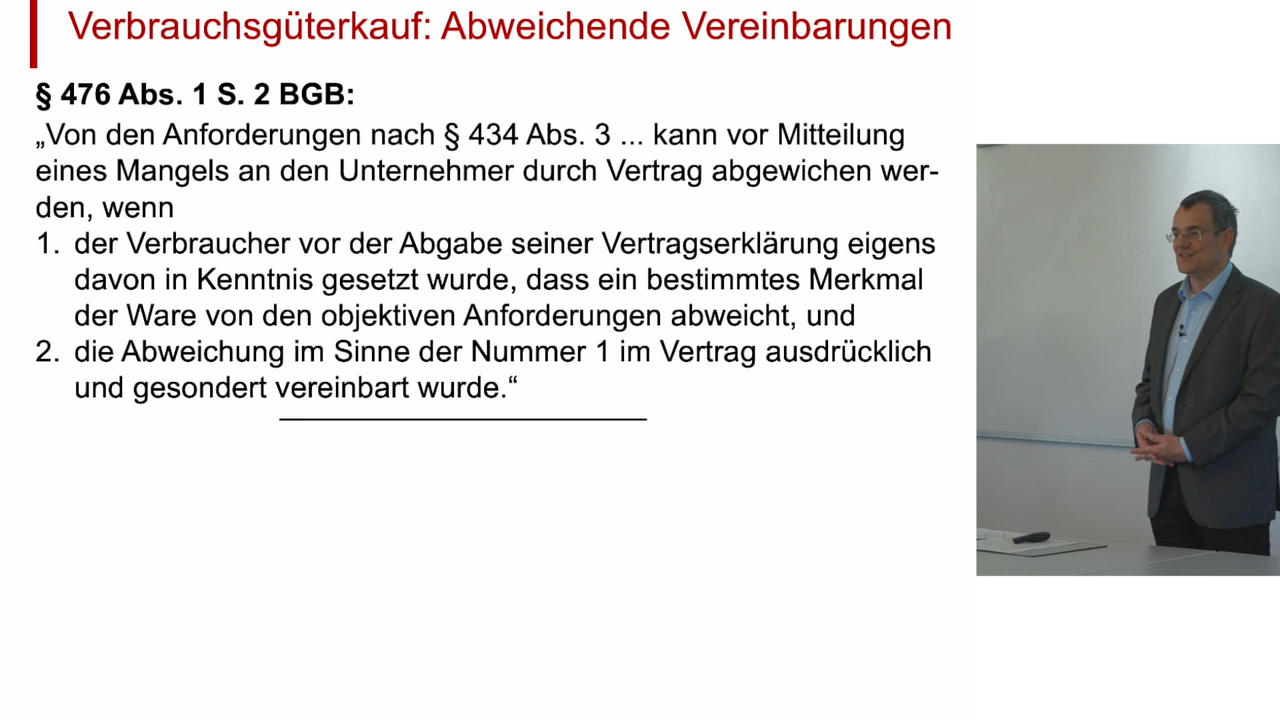 Verbrauchsgüterkauf: Abweichende Vereinbarungen
§ 476 Abs. 1 S. 2 BGB:
„Von den Anforderungen nach § 434 Abs. 3 ... kann vor Mitteilung
eines Mangels an den Unternehmer durch Vertrag abgewichen wer-
den, wenn
1. der Verbraucher vor der Abgabe seiner Vertragserklärung eigens
davon in Kenntnis gesetzt wurde, dass ein bestimmtes Merkmal
der Ware von den objektiven Anforderungen abweicht, und
2. die Abweichung im Sinne der Nummer 1 im Vertrag ausdrücklich
und gesondert vereinbart wurde.“